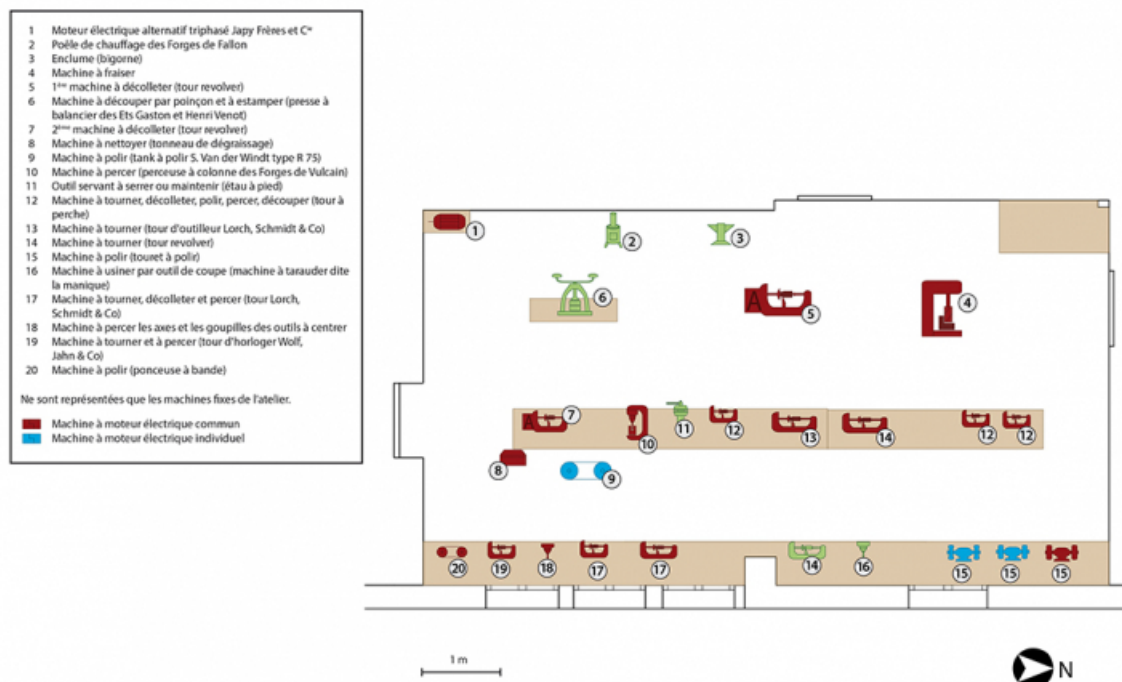 1 Moteur électrique alternatif triphasé Japy Frères et Cie
2 Poêle de chauffage des Forges de Fallon
3 Enclume (bigorne)
4 Machine à fraiser
5 1ère machine à décolleter (tour revolver)
6 Machine à découper par poinçon et à estamper (presse à
balancier des Ets Gaston et Henri Venot)
7 2ème machine à décolleter (tour revolver)
8 Machine à nettoyer (tonneau de dégraissage)
9 Machine à polir (tank à polir S. Van der Windt type R 75)
10 Machine à percer (perceuse à colonne des Forges de Vulcain)
11 Outil servant à serrer ou maintenir (étau à pied)
12 Machine à tourner, décolleter, polir, percer, découper (tour à
perche)
13 Machine à tourner (tour d'outilleur Lorch, Schmidt & Co)
14 Machine à tourner (tour revolver)
15 Machine à polir (touret à polir)
16 Machine à usiner par outil de coupe (machine à tarauder dite
la manique)
17 Machine à tourner, décolleter et percer (tour Lorch,
Schmidt & Co)
18 Machine à percer les axes et les goupilles des outils à centrer
19 Machine à tourner et à percer (tour d'horloger Wolf,
Jahn & Co)
20 Machine à polir (ponceuse à bande)
Ne sont représentées que les machines fixes de l'atelier.
Machine à moteur électrique commun
Machine à moteur électrique individuel
1
2
3
6
A
5
4
A
7
10
11
12
13
14
12
12
8
9
20
19
18
17
17
14
16
15
15
15
1 m
N